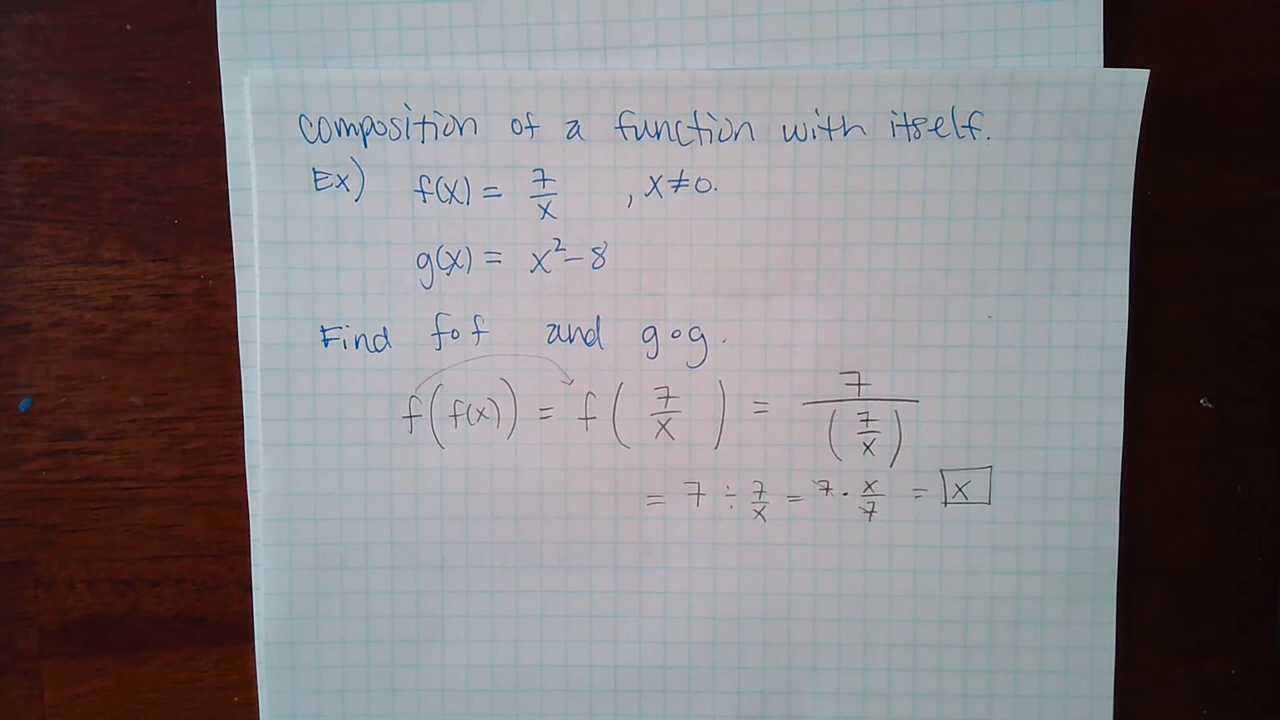 composition of a function with itself.
Ex) f(x) = 7/x , x≠0.
g(x) = x²-8
Find f∘f and g∘g.
f(f(x)) = f(7/x) = 7/(7/x)
= 7 ÷ 7/x = 7 · x/7 = x